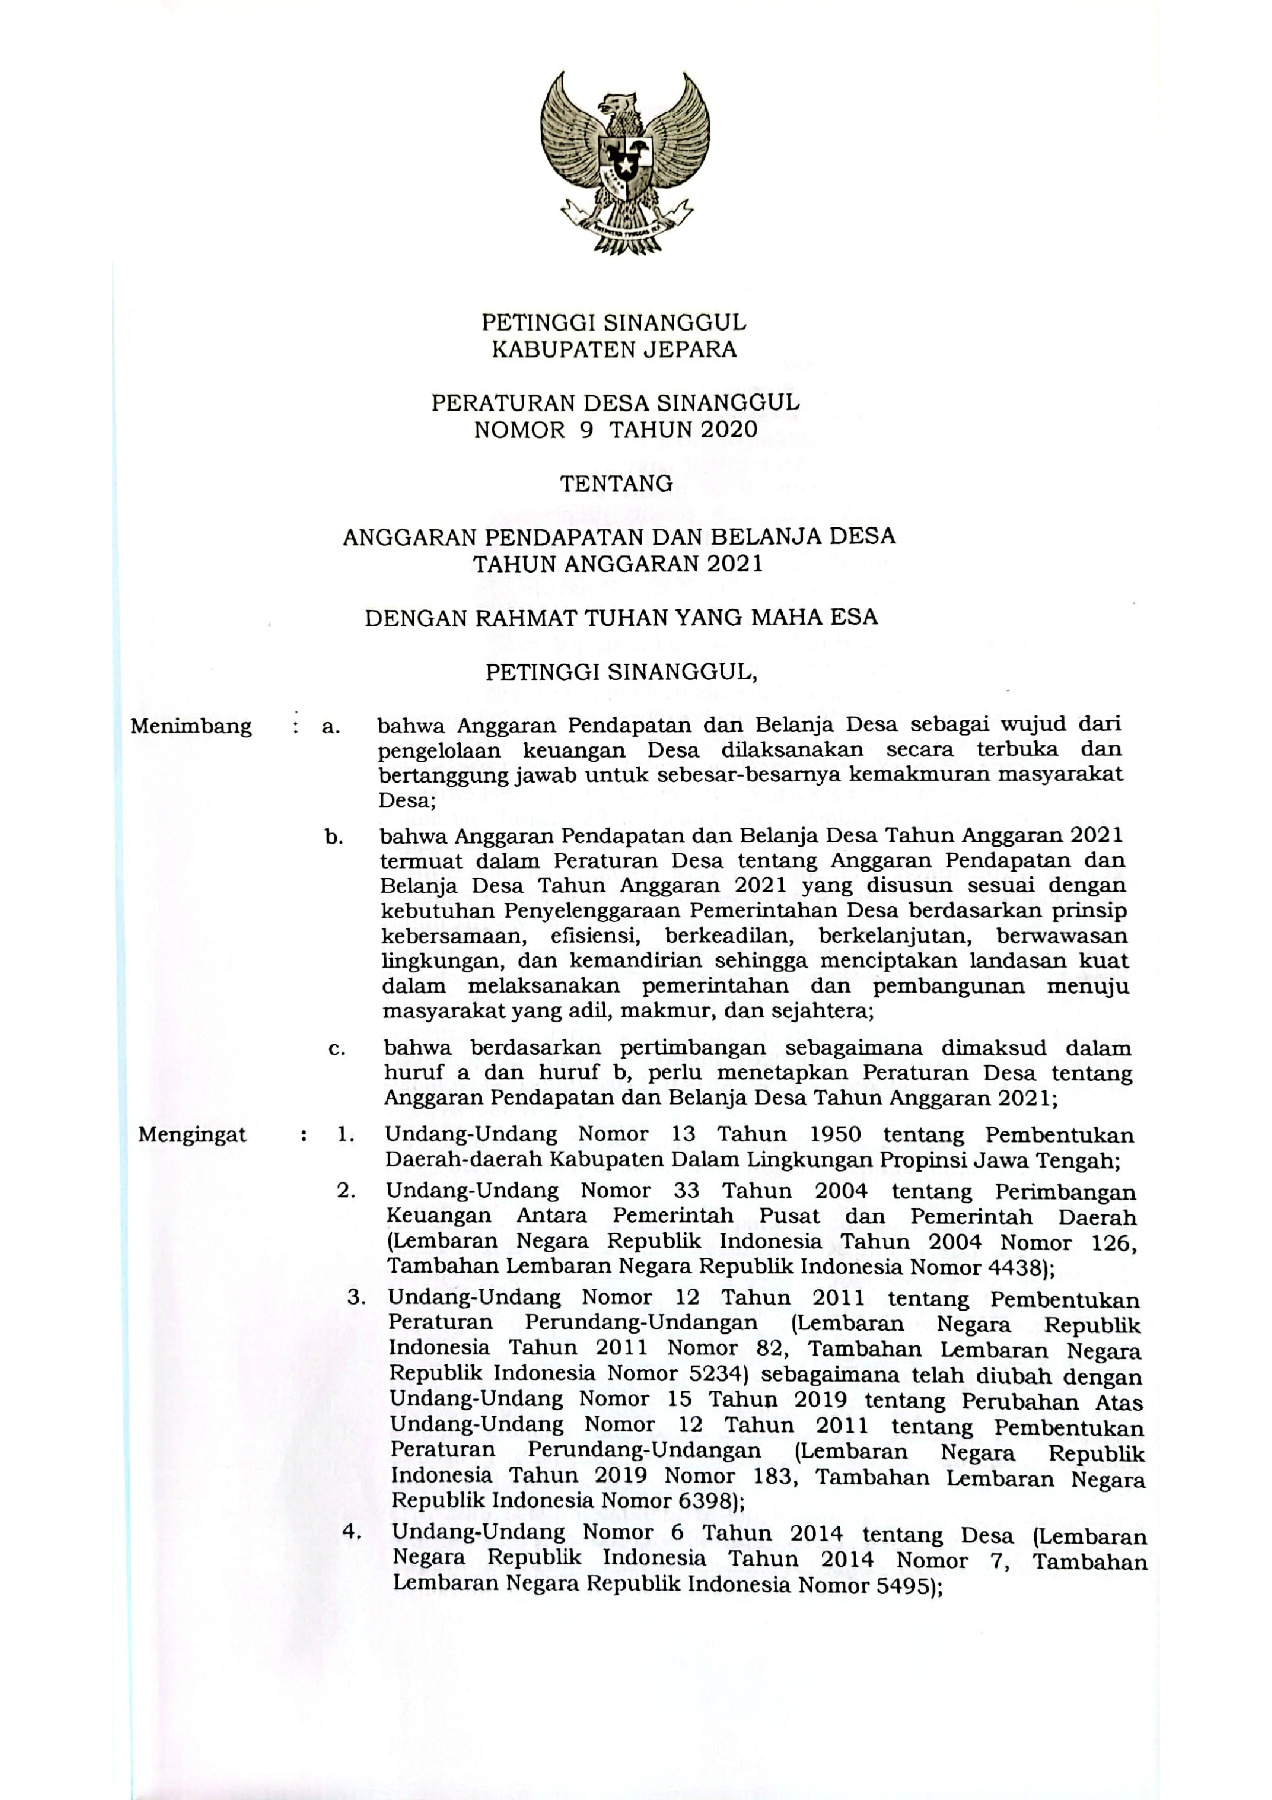 PETINGGI SINANGGUL
KABUPATEN JEPARA
PERATURAN DESA SINANGGUL
NOMOR 9 TAHUN 2020
TENTANG
ANGGARAN PENDAPATAN DAN BELANJA DESA
TAHUN ANGGARAN 2021
DENGAN RAHMAT TUHAN YANG MAHA ESA
PETINGGI SINANGGUL,
Menimbang : a. bahwa Anggaran Pendapatan dan Belanja Desa sebagai wujud dari
pengelolaan keuangan Desa dilaksanakan secara terbuka dan
bertanggung jawab untuk sebesar-besarnya kemakmuran masyarakat
Desa;
b. bahwa Anggaran Pendapatan dan Belanja Desa Tahun Anggaran 2021
termuat dalam Peraturan Desa tentang Anggaran Pendapatan dan
Belanja Desa Tahun Anggaran 2021 yang disusun sesuai dengan
kebutuhan Penyelenggaraan Pemerintahan Desa berdasarkan prinsip
kebersamaan, efisiensi, berkeadilan, berkelanjutan, berwawasan
lingkungan, dan kemandirian sehingga menciptakan landasan kuat
dalam melaksanakan pemerintahan dan pembangunan menuju
masyarakat yang adil, makmur, dan sejahtera;
c. bahwa berdasarkan pertimbangan sebagaimana dimaksud dalam
huruf a dan huruf b, perlu menetapkan Peraturan Desa tentang
Anggaran Pendapatan dan Belanja Desa Tahun Anggaran 2021;
Mengingat : 1. Undang-Undang Nomor 13 Tahun 1950 tentang Pembentukan
Daerah-daerah Kabupaten Dalam Lingkungan Propinsi Jawa Tengah;
2. Undang-Undang Nomor 33 Tahun 2004 tentang Perimbangan
Keuangan Antara Pemerintah Pusat dan Pemerintah Daerah
(Lembaran Negara Republik Indonesia Tahun 2004 Nomor 126,
Tambahan Lembaran Negara Republik Indonesia Nomor 4438);
3. Undang-Undang Nomor 12 Tahun 2011 tentang Pembentukan
Peraturan Perundang-Undangan (Lembaran Negara Republik
Indonesia Tahun 2011 Nomor 82, Tambahan Lembaran Negara
Republik Indonesia Nomor 5234) sebagaimana telah diubah dengan
Undang-Undang Nomor 15 Tahun 2019 tentang Perubahan Atas
Undang-Undang Nomor 12 Tahun 2011 tentang Pembentukan
Peraturan Perundang-Undangan (Lembaran Negara Republik
Indonesia Tahun 2019 Nomor 183, Tambahan Lembaran Negara
Republik Indonesia Nomor 6398);
4. Undang-Undang Nomor 6 Tahun 2014 tentang Desa (Lembaran
Negara Republik Indonesia Tahun 2014 Nomor 7, Tambahan
Lembaran Negara Republik Indonesia Nomor 5495);